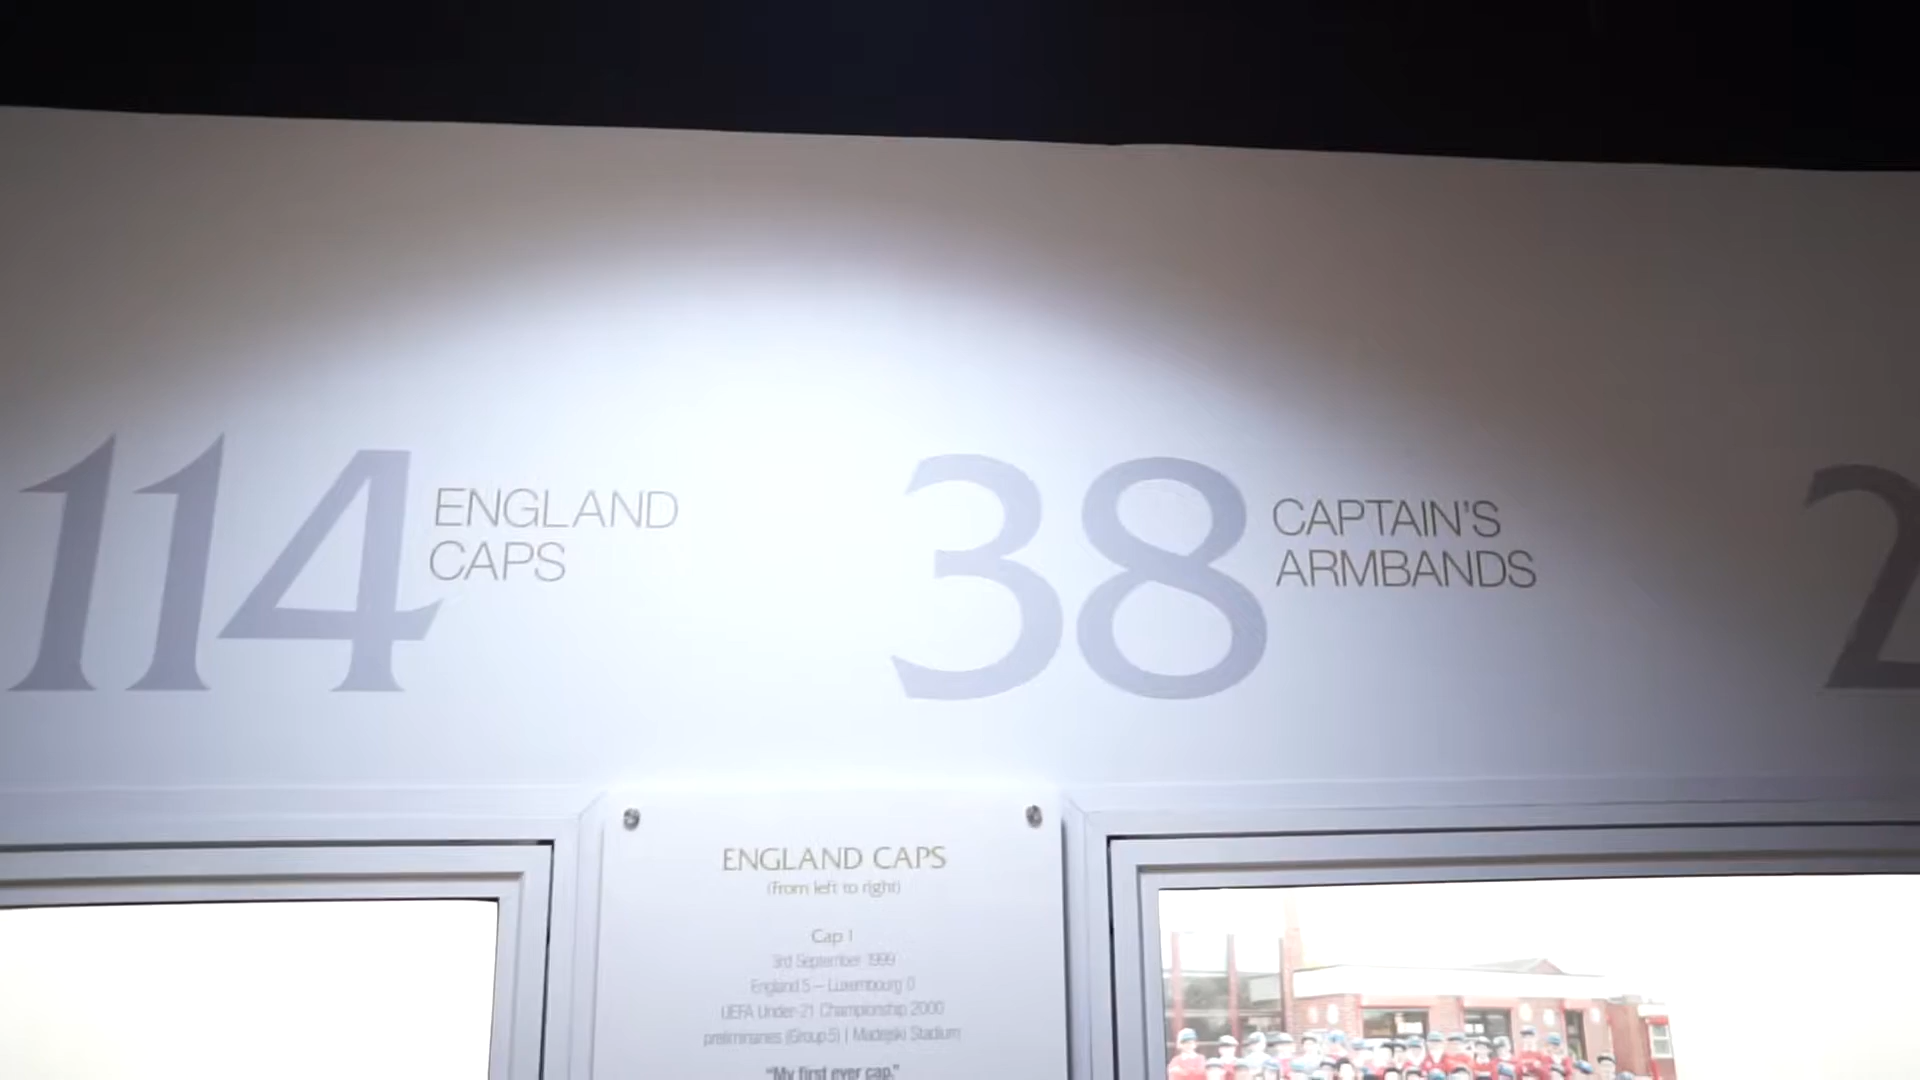 114
ENGLAND
CAPS
38
CAPTAIN'S
ARMBANDS
2
ENGLAND CAPS
(From left to right)
Cap 1
3rd September 1999
England 5 – Luxembourg 0
UEFA Under-21 Championship 2000
preliminaries (Group 5) | Madejski Stadium
"My first ever cap."